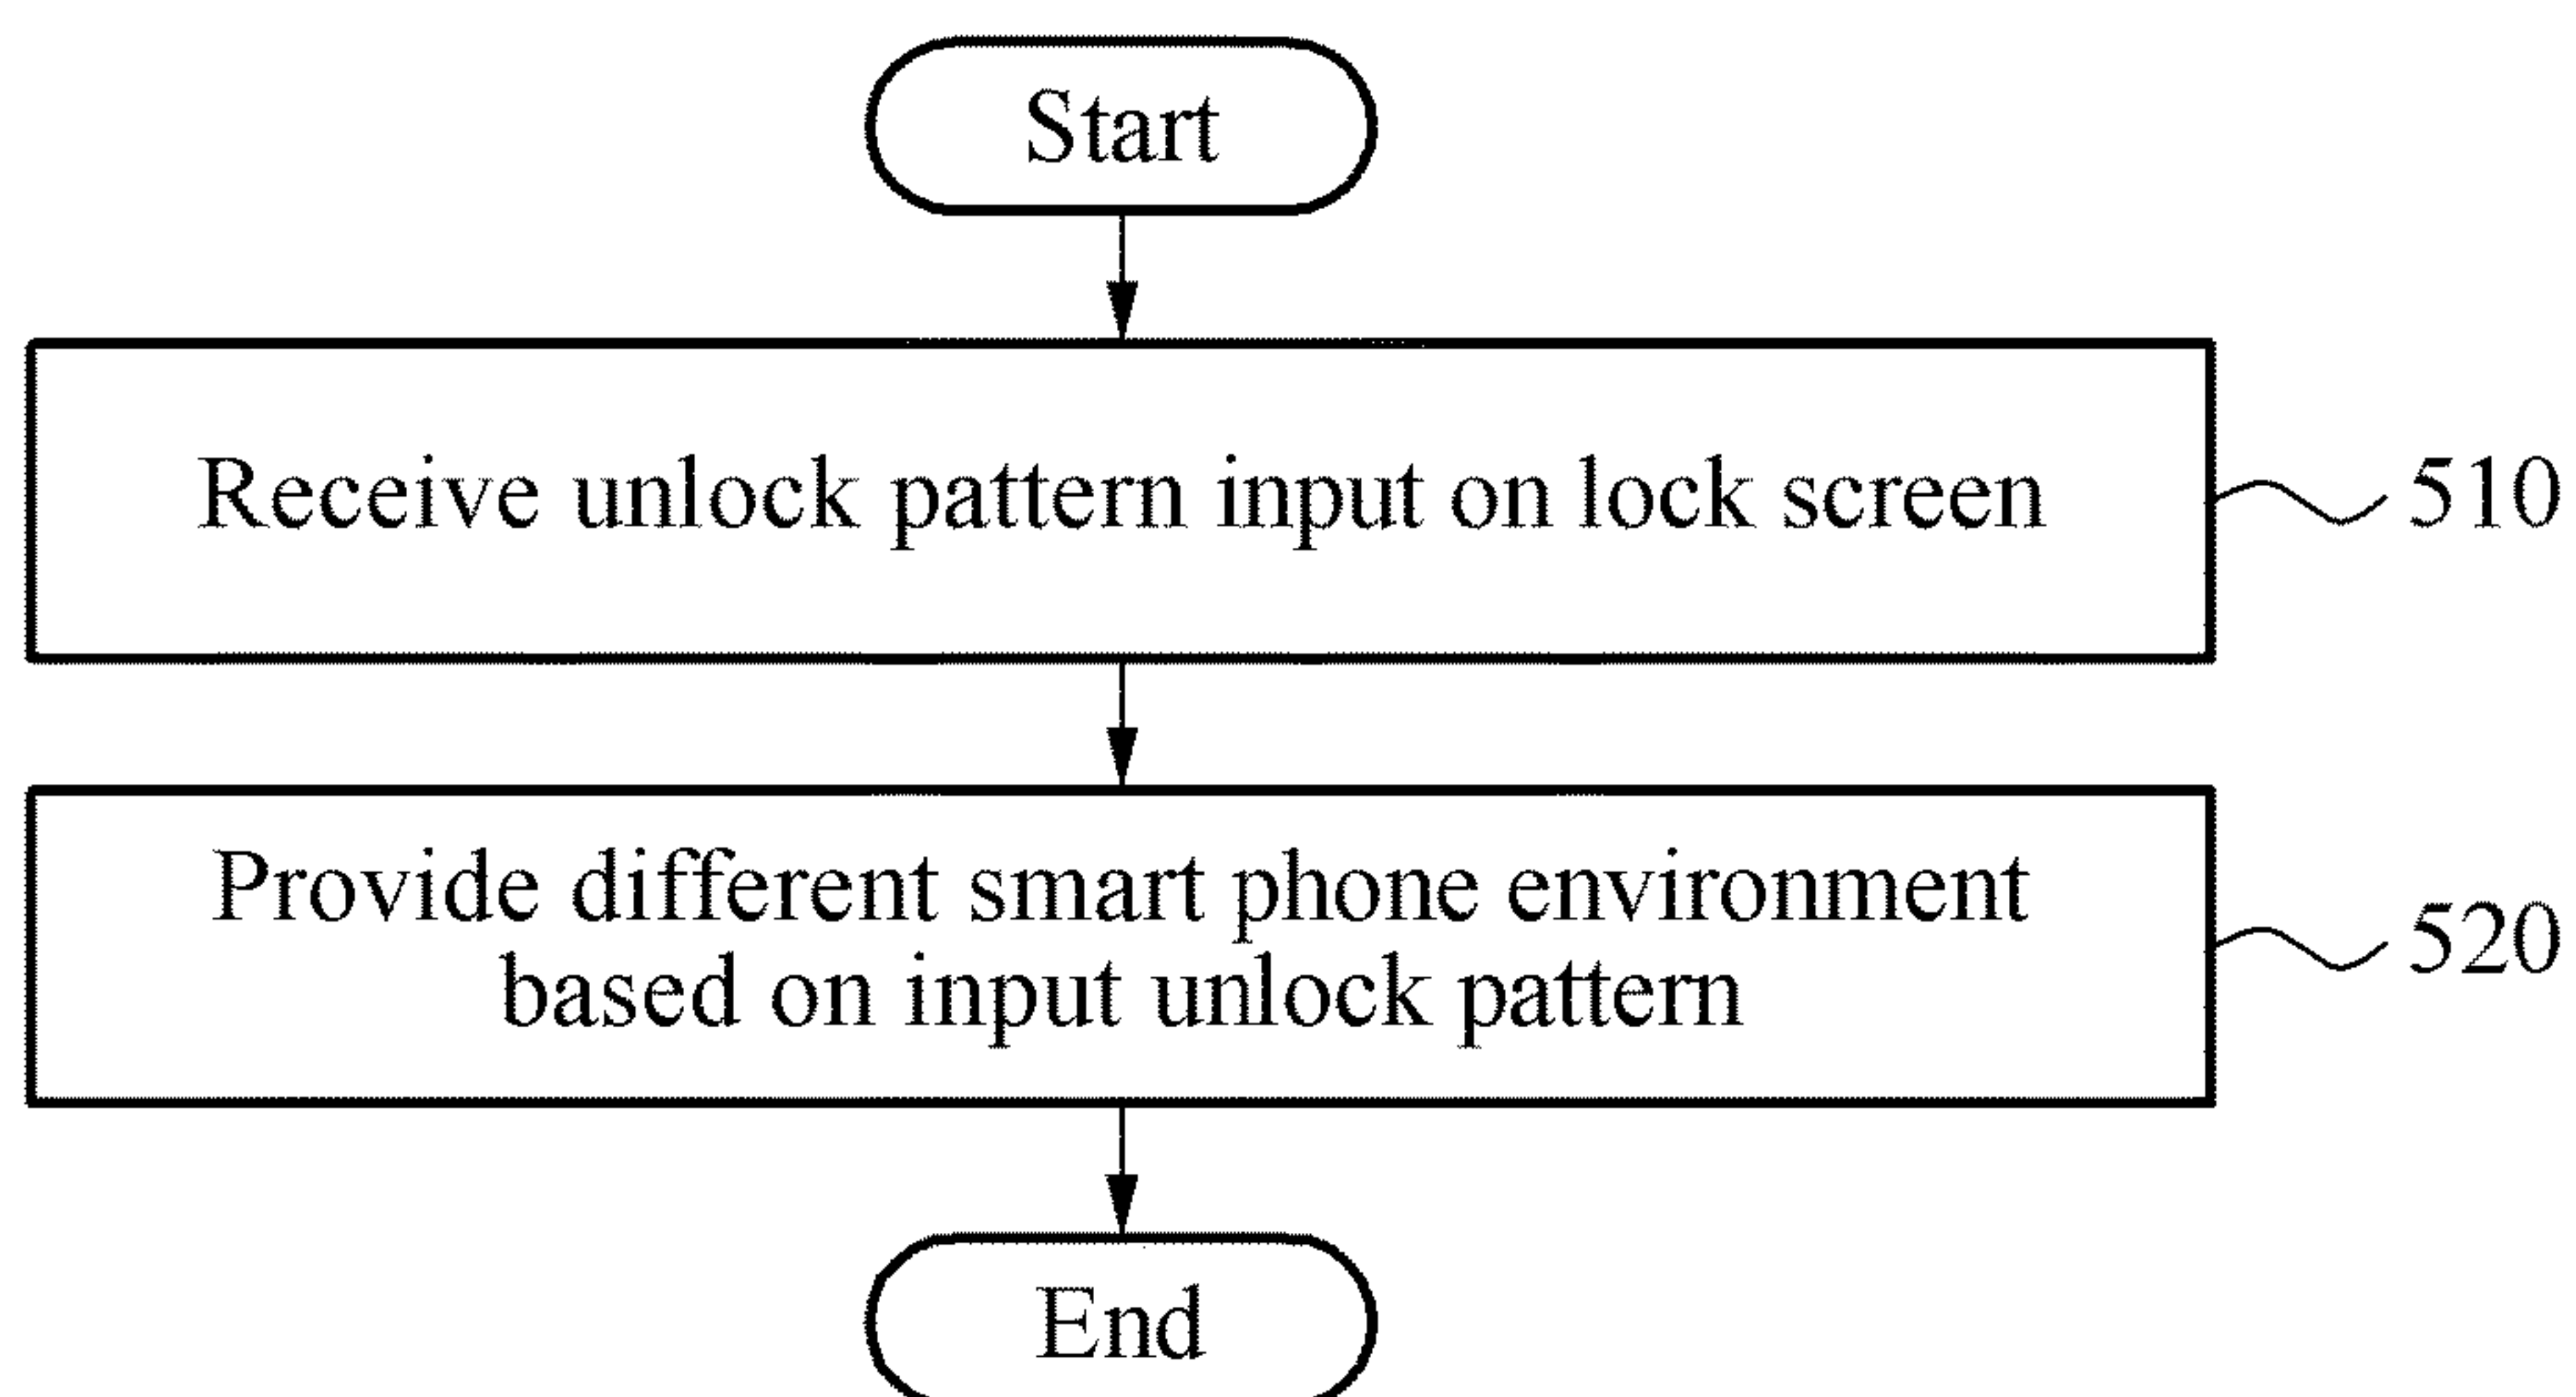 Start
Receive unlock pattern input on lock screen
510
Provide different smart phone environment
based on input unlock pattern
520
End